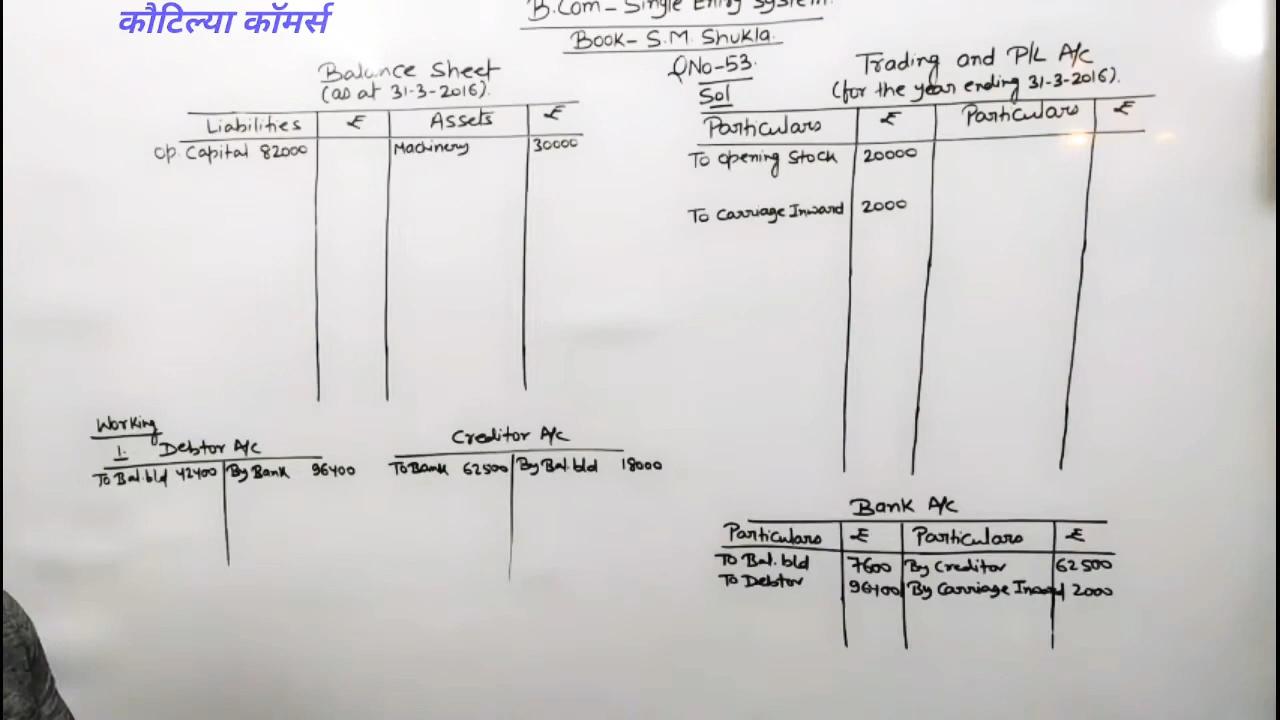 कौटिल्या कॉमर्स
B.Com - Single Entry System
Book - S.M. Shukla.
QNo-53.
Sol
Balance Sheet
(as at 31-3-2016).
Liabilities ₹ Assets ₹
Op. Capital 82000 Machinery 30000
Trading and P/L A/c
(for the year ending 31-3-2016).
Particulars ₹ Particulars ₹
To Opening Stock 20000
To Carriage Inward 2000
Working
1. Debtor A/c
To Bal. b/d 42400 By Bank 96400
Creditor A/c
To Bank 62500 By Bal. b/d 18000
Bank A/c
Particulars ₹ Particulars ₹
To Bal. b/d 7600 By Creditor 62500
To Debtor 96400 By Carriage Inward 2000